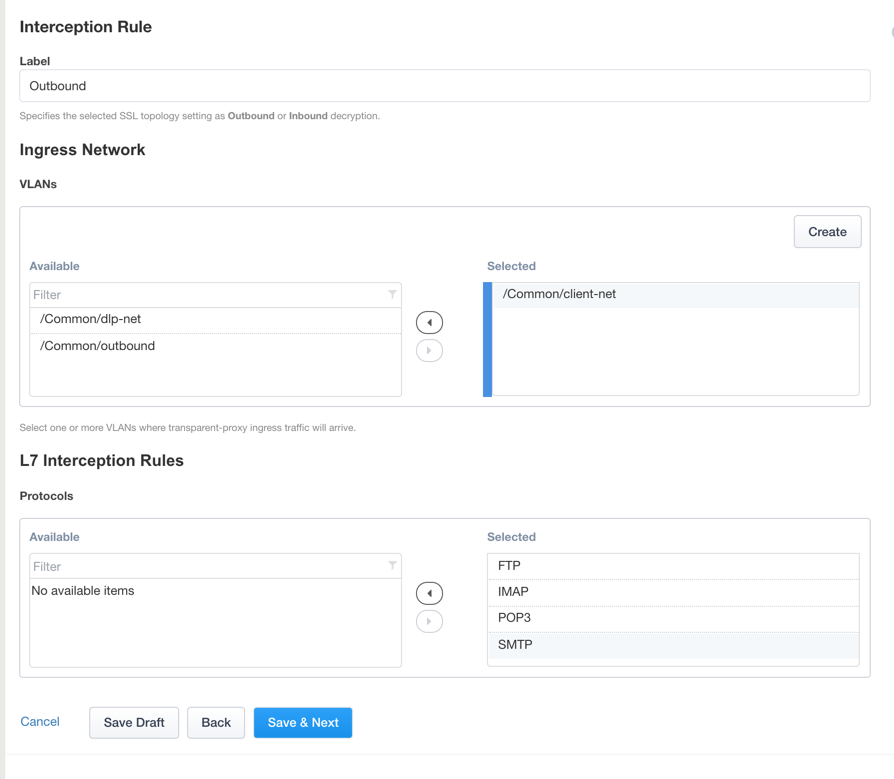 Interception Rule
Label
Outbound
Specifies the selected SSL topology setting as Outbound or Inbound decryption.
Ingress Network
VLANs
Create
Available
Selected
Filter
/Common/client-net
/Common/dlp-net
/Common/outbound
Select one or more VLANs where transparent-proxy ingress traffic will arrive.
L7 Interception Rules
Protocols
Available
Selected
Filter
FTP
No available items
IMAP
POP3
SMTP
Cancel
Save Draft
Back
Save & Next